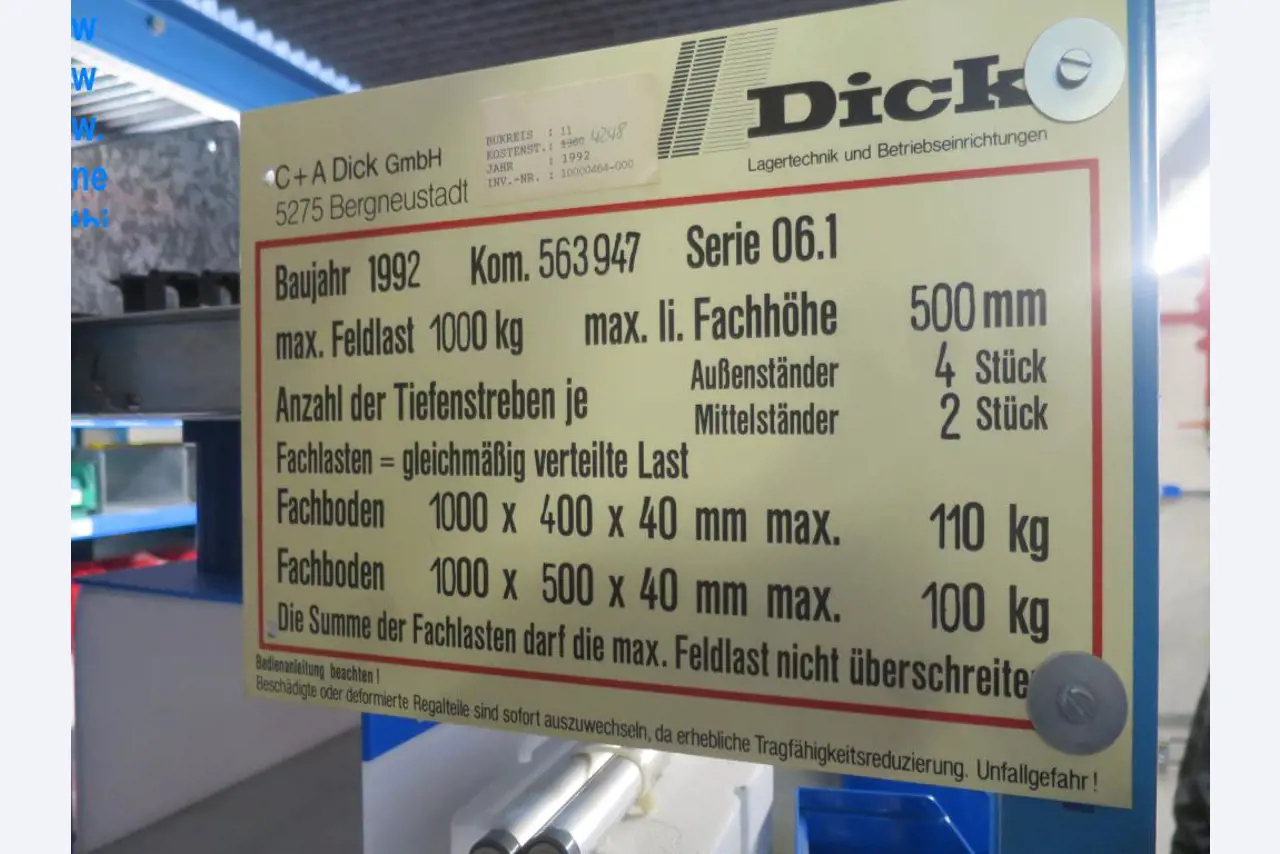 w
w
w.
ne
C+A Dick GmbH
5275 Bergneustadt
BUKREIS : 11
KOSTENST.: 1300 4248
JAHR : 1992
INV.-NR. : 10000464-000
Dick
Lagertechnik und Betriebseinrichtungen
Baujahr 1992 Kom. 563947 Serie 06.1
max. Feldlast 1000 kg max. li. Fachhöhe 500 mm
Anzahl der Tiefenstreben je Außenständer 4 Stück
Mittelständer 2 Stück
Fachlasten = gleichmäßig verteilte Last
Fachboden 1000 x 400 x 40 mm max. 110 kg
Fachboden 1000 x 500 x 40 mm max. 100 kg
Die Summe der Fachlasten darf die max. Feldlast nicht überschreite
Bedienanleitung beachten !
Beschädigte oder deformierte Regalteile sind sofort auszuwechseln, da erhebliche Tragfähigkeitsreduzierung. Unfallgefahr !